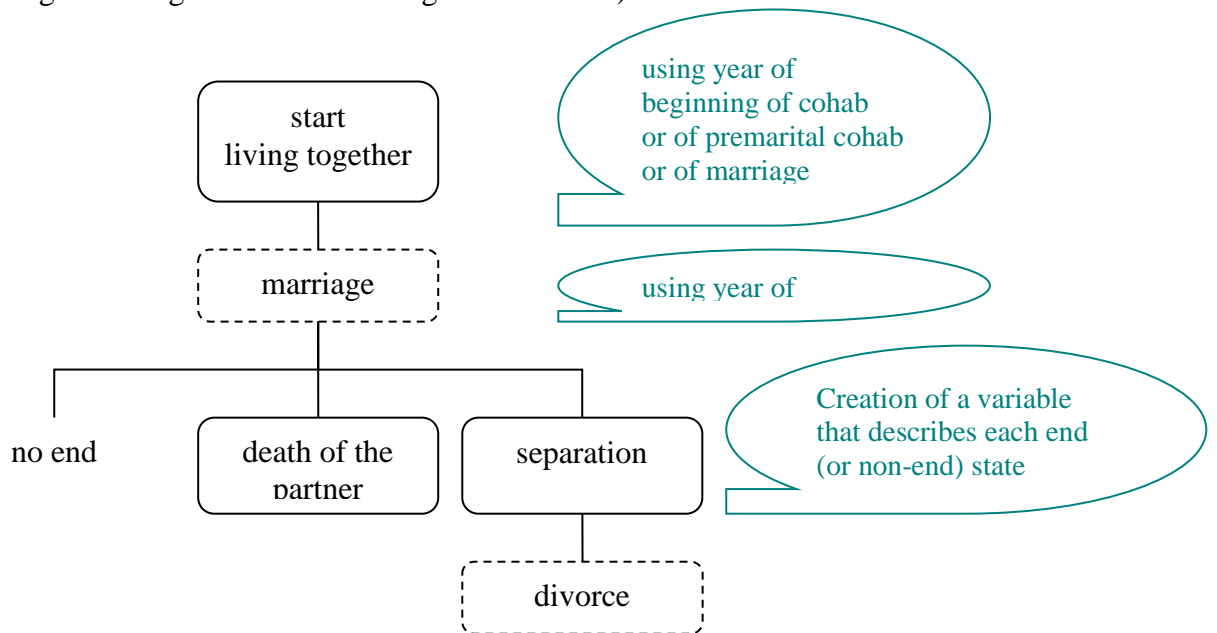 start
living together
using year of
beginning of cohab
or of premarital cohab
or of marriage
marriage
using year of
no end
death of the
partner
separation
Creation of a variable
that describes each end
(or non-end) state
divorce